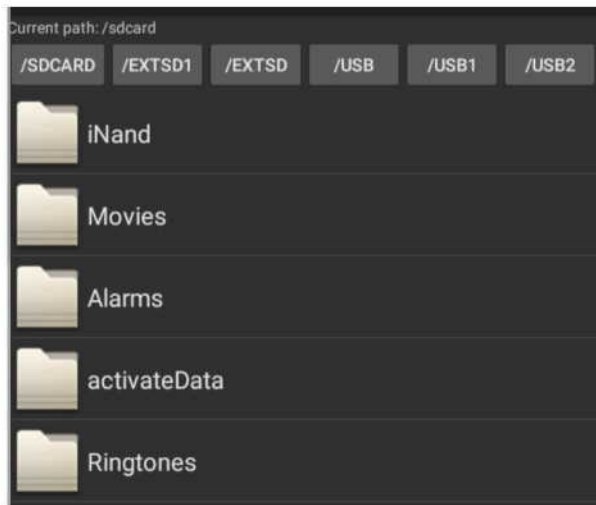 Current path: /sdcard
/SDCARD /EXTSD1 /EXTSD /USB /USB1 /USB2
iNand
Movies
Alarms
activateData
Ringtones